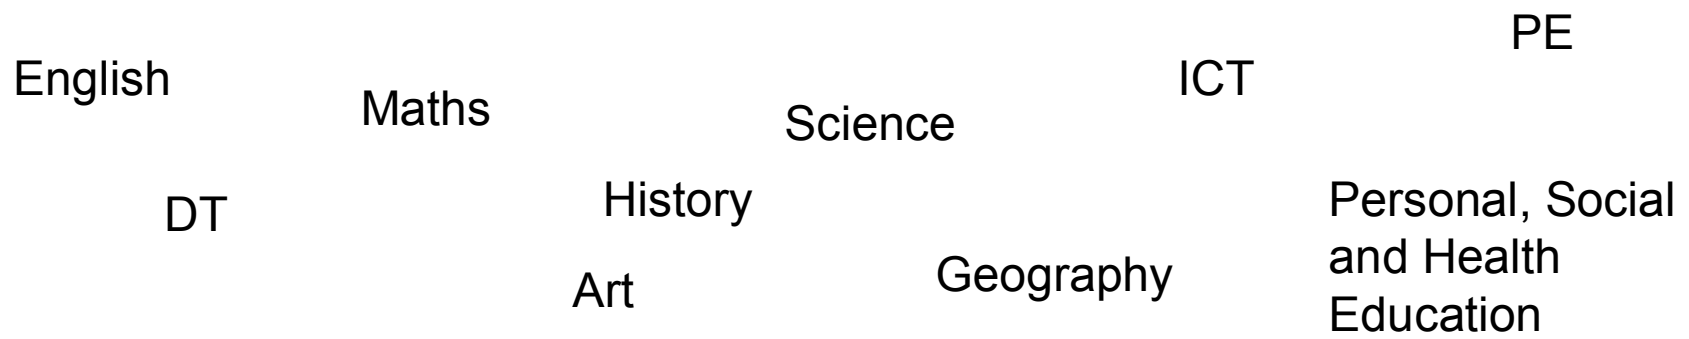 PE
English
ICT
Maths
Science
DT
History
Personal, Social
and Health
Education
Geography
Art